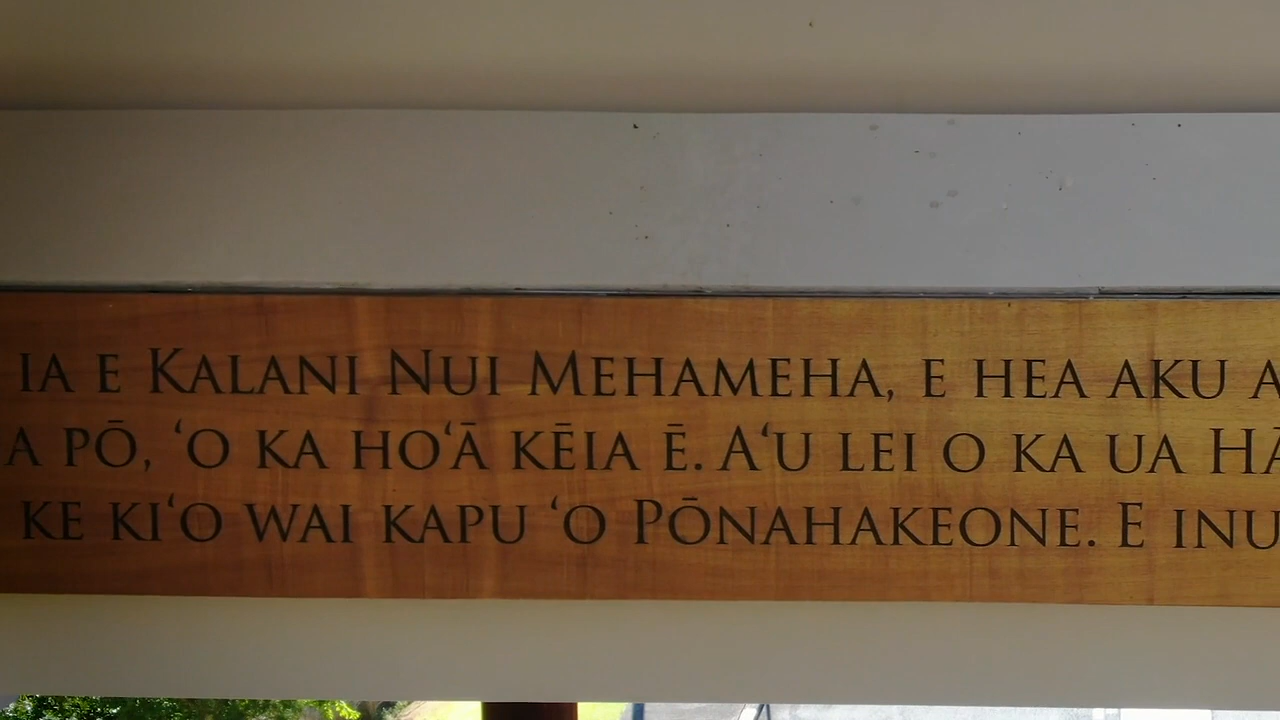 IA E KALANI NUI MEHAMEHA, E HEA AKU A
A PŌ, ʻO KA HOʻĀ KĒIA Ē. AʻU LEI O KA UA HĀ
KE KIʻO WAI KAPU ʻO PŌNAHAKEONE. E INU